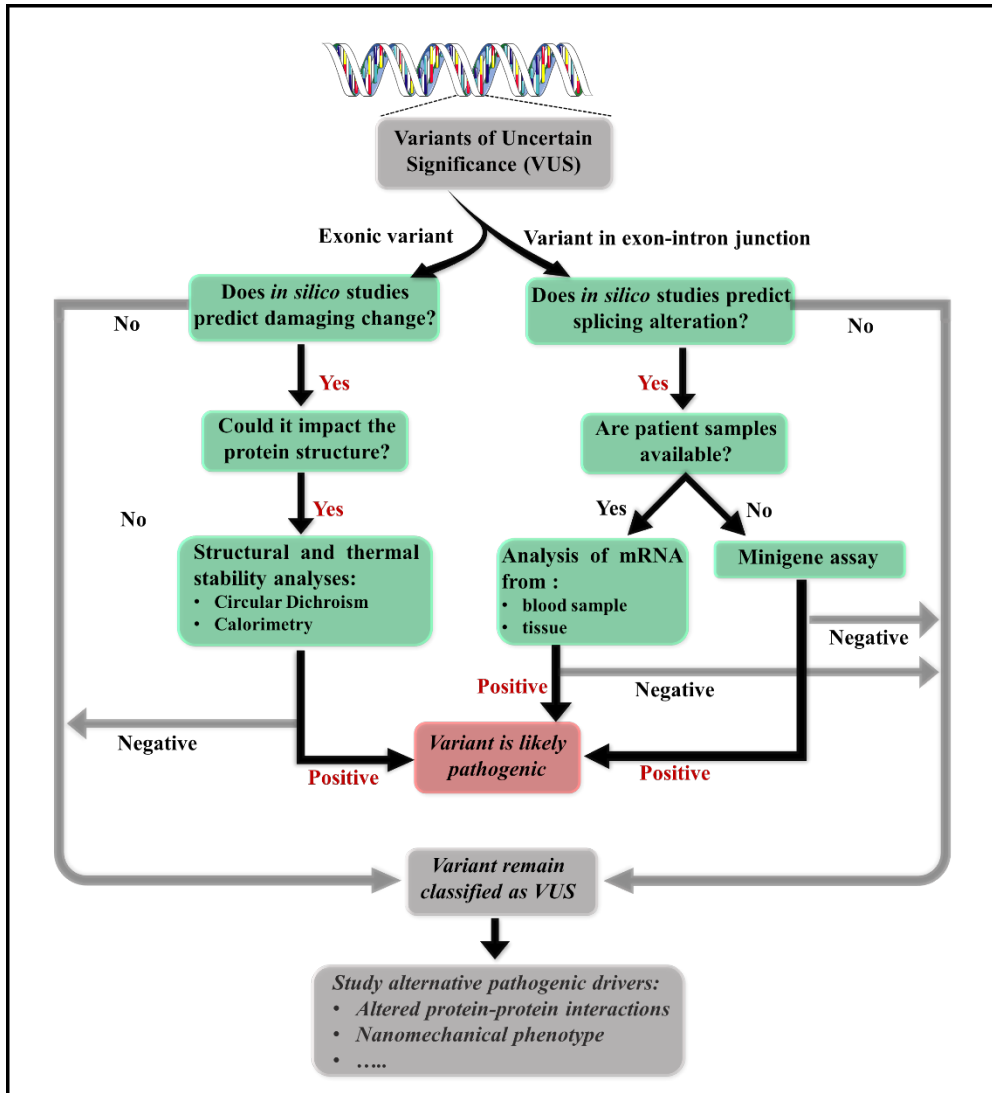 Variants of Uncertain
Significance (VUS)
Exonic variant
Variant in exon-intron junction
Does in silico studies
predict damaging change?
Does in silico studies predict
splicing alteration?
No
No
Yes
Yes
Could it impact the
protein structure?
Are patient samples
available?
No
Yes
Yes
No
Structural and thermal
stability analyses:
• Circular Dichroism
• Calorimetry
Analysis of mRNA
from :
• blood sample
• tissue
Minigene assay
Negative
Positive
Negative
Negative
Variant is likely
pathogenic
Positive
Positive
Variant remain
classified as VUS
Study alternative pathogenic drivers:
• Altered protein-protein interactions
• Nanomechanical phenotype
• …..